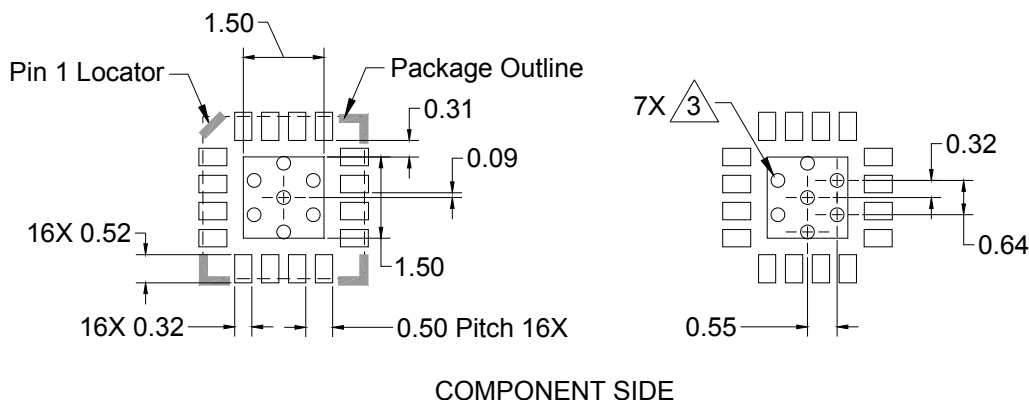 1.50
Pin 1 Locator
Package Outline
0.31
0.09
16X 0.52
1.50
16X 0.32
0.50 Pitch 16X
7X 3
0.32
0.64
0.55
COMPONENT SIDE